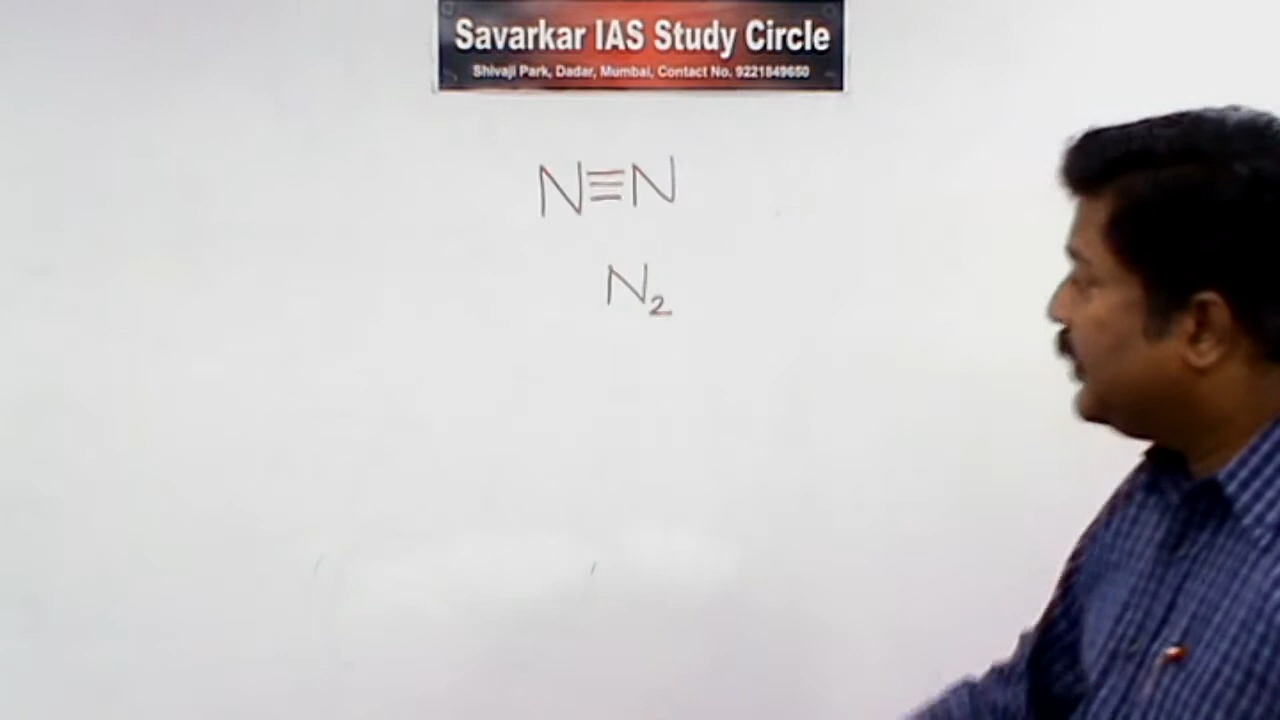 Savarkar IAS Study Circle
Shivaji Park, Dadar, Mumbai, Contact No. 9221849650
N≡N
N₂